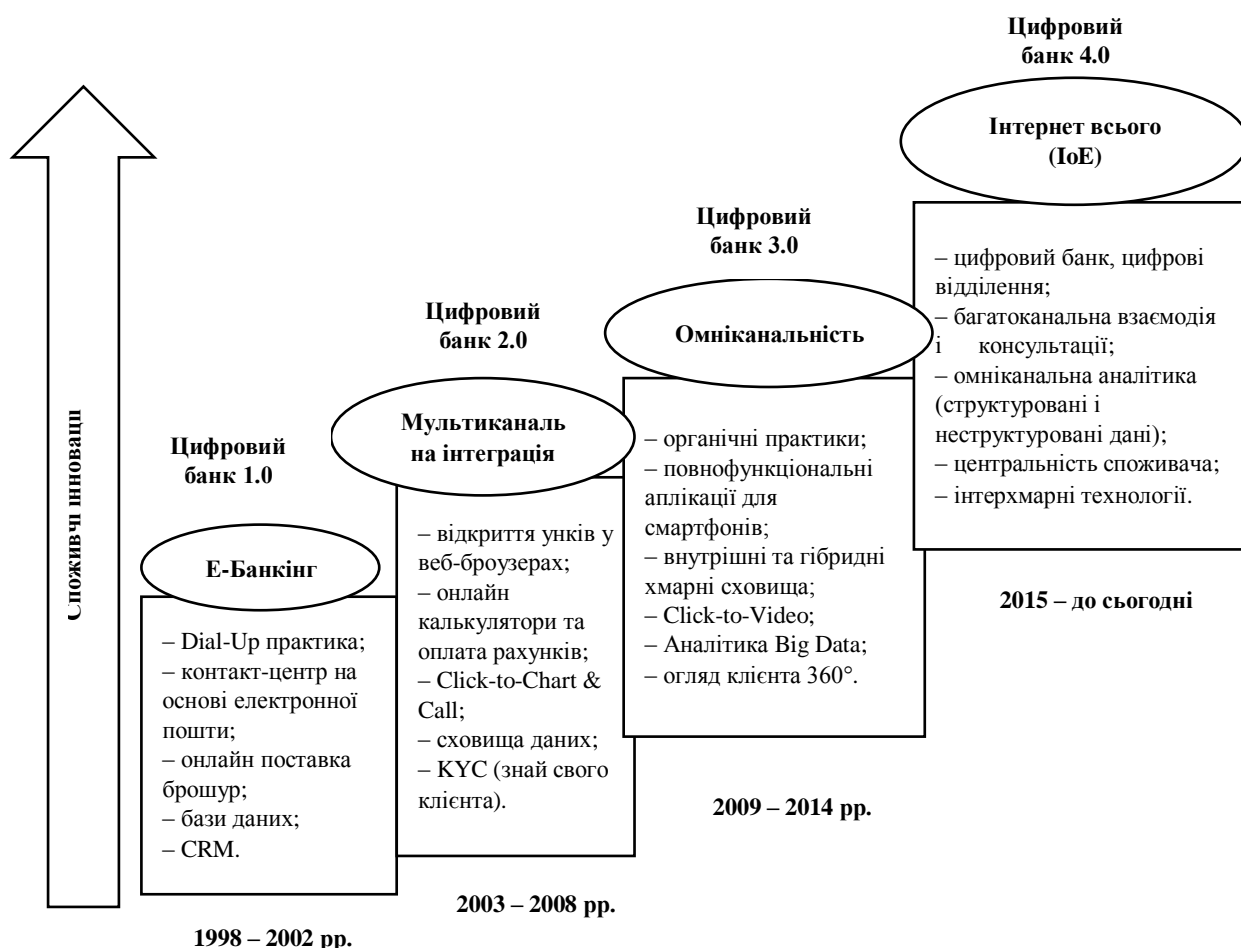 Цифровий
банк 4.0
Інтернет всього
(IoE)
– цифровий банк, цифрові
відділення;
– багатоканальна взаємодія
і консультації;
– омніканальна аналітика
(структуровані і
неструктуровані дані);
– центральність споживача;
– інтерхмарні технології.
2015 – до сьогодні
Цифровий
банк 3.0
Омніканальність
– органічні практики;
– повнофункціональні
аплікації для
смартфонів;
– внутрішні та гібридні
хмарні сховища;
– Click-to-Video;
– Аналітика Big Data;
– огляд клієнта 360°.
2009 – 2014 рр.
Цифровий
банк 2.0
Мультиканаль
на інтеграція
– відкриття унків у
веб-броузерах;
– онлайн
калькулятори та
оплата рахунків;
– Click-to-Chart &
Call;
– сховища даних;
– KYC (знай свого
клієнта).
2003 – 2008 рр.
Цифровий
банк 1.0
Е-Банкінг
– Dial-Up практика;
– контакт-центр на
основі електронної
пошти;
– онлайн поставка
брошур;
– бази даних;
– CRM.
1998 – 2002 рр.
Споживчі інновації